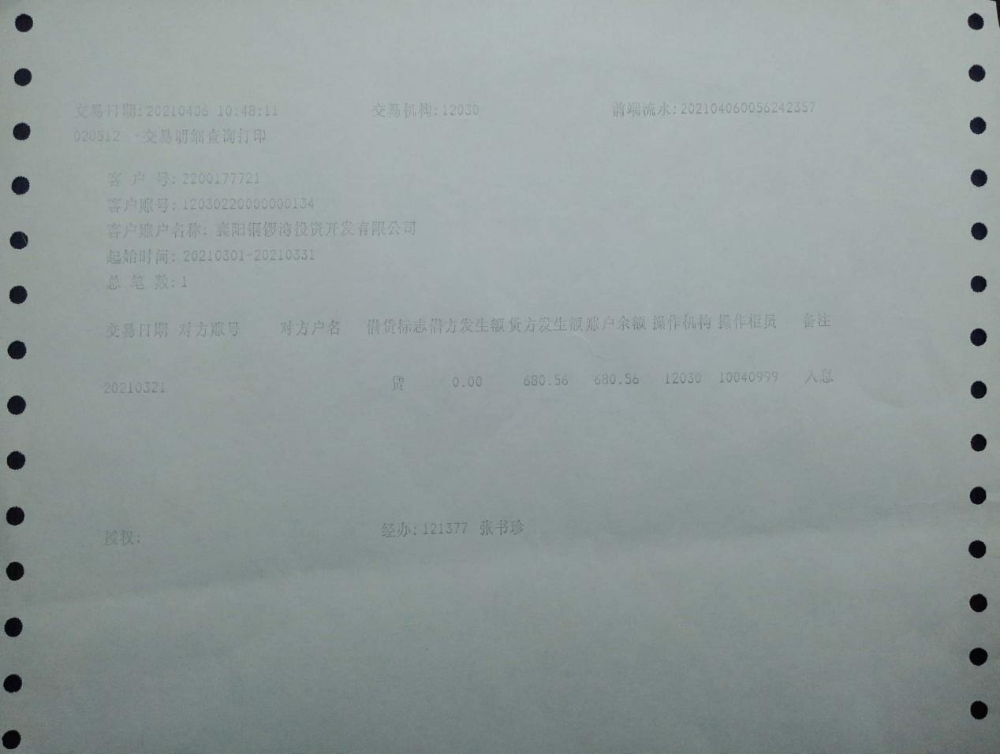 交易日期:20210406 10:48:11 交易机构:12030 前端流水:202104060056242357
020512 -交易明细查询打印
客 户 号:2200177721
客户账号:12030220000000134
客户账户名称: 襄阳铜锣湾投资开发有限公司
起始时间:20210301-20210331
总 笔 数:1
交易日期 对方账号 对方户名 借贷标志 借方发生额 贷方发生额 账户余额 操作机构 操作柜员 备注
20210321 贷 0.00 680.56 680.56 12030 10040999 入息
授权: 经办:121377 张书珍